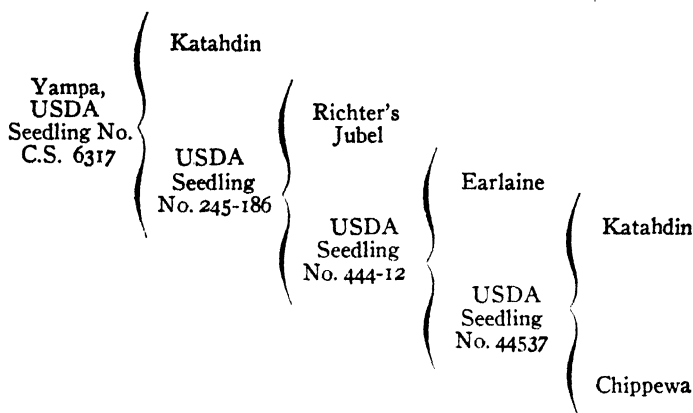 Katahdin
Yampa,
USDA
Seedling No.
C.S. 6317
Richter's
Jubel
USDA
Seedling
No. 245-186
Earlaine
USDA
Seedling
No. 444-12
Katahdin
USDA
Seedling
No. 44537
Chippewa